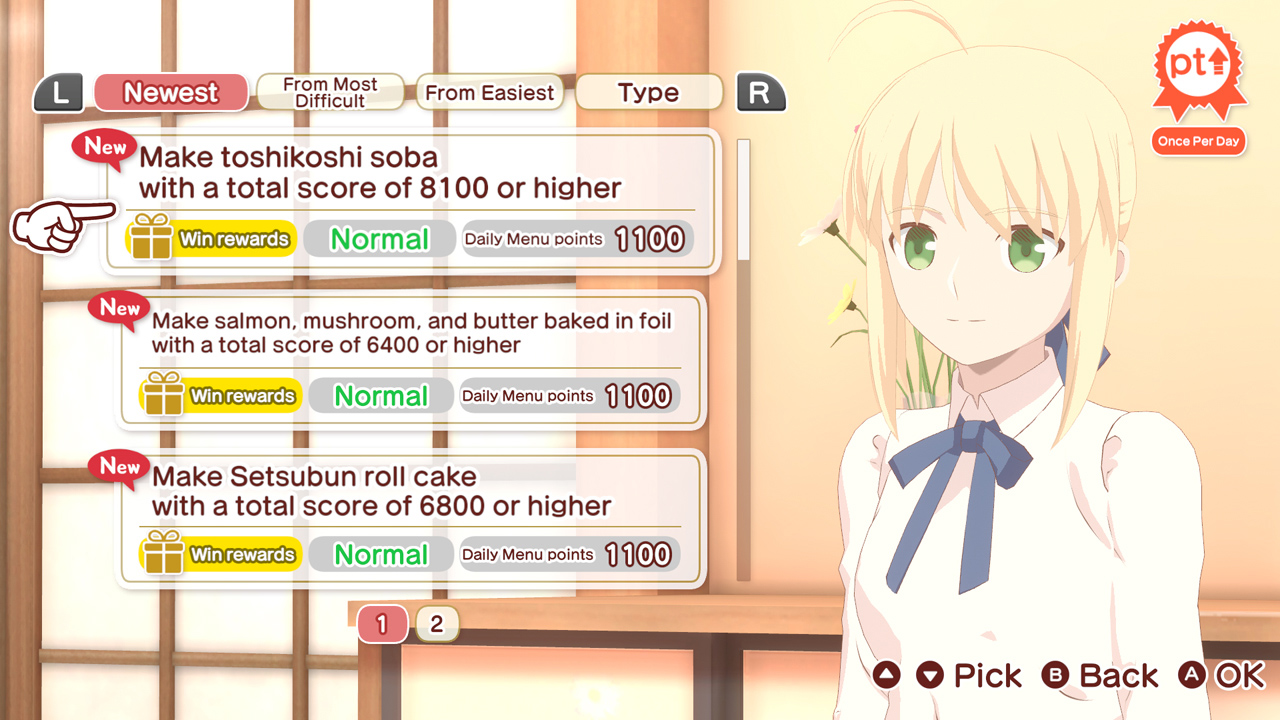 L
Newest
From Most
Difficult
From Easiest
Type
R
pt
Once Per Day
New
Make toshikoshi soba
with a total score of 8100 or higher
Win rewards
Normal
Daily Menu points 1100
New
Make salmon, mushroom, and butter baked in foil
with a total score of 6400 or higher
Win rewards
Normal
Daily Menu points 1100
New
Make Setsubun roll cake
with a total score of 6800 or higher
Win rewards
Normal
Daily Menu points 1100
1
2
Pick
B Back
A OK